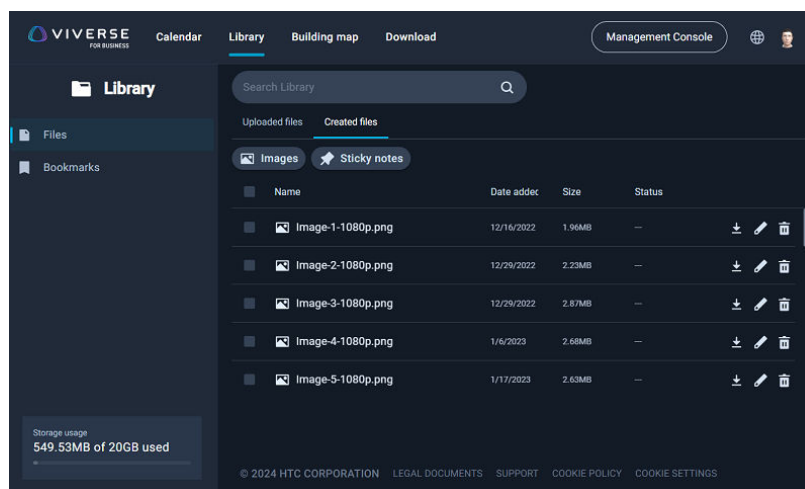 VIVERSE
FOR BUSINESS
Calendar Library Building map Download Management Console
Library
Files
Bookmarks
Search Library
Uploaded files Created files
Images Sticky notes
Name Date added Size Status
Image-1-1080p.png 12/16/2022 1.96MB --
Image-2-1080p.png 12/29/2022 2.23MB --
Image-3-1080p.png 12/29/2022 2.87MB --
Image-4-1080p.png 1/6/2023 2.68MB --
Image-5-1080p.png 1/17/2023 2.63MB --
Storage usage
549.53MB of 20GB used
© 2024 HTC CORPORATION LEGAL DOCUMENTS SUPPORT COOKIE POLICY COOKIE SETTINGS